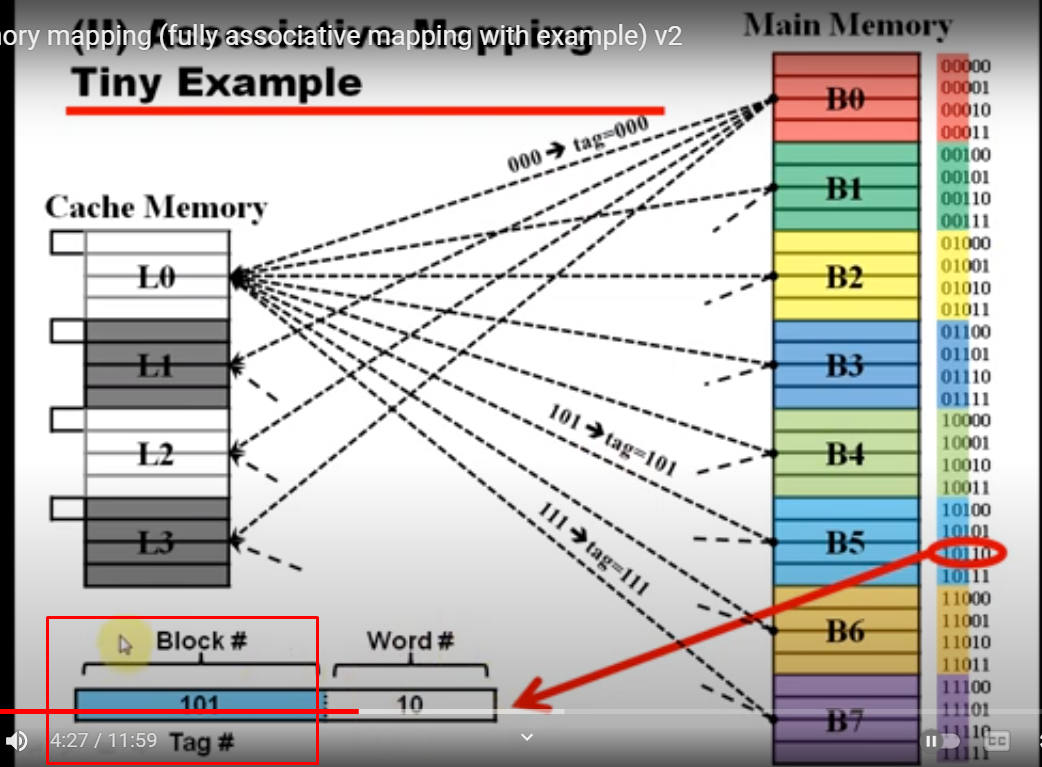 ory mapping (fully associative mapping with example) v2
(II) Associative Mapping
Tiny Example
Main Memory
Cache Memory
L0
L1
L2
L3
000 ➔ tag=000
101 ➔ tag=101
111 ➔ tag=111
B0
00000
00001
00010
00011
B1
00100
00101
00110
00111
B2
01000
01001
01010
01011
B3
01100
01101
01110
01111
B4
10000
10001
10010
10011
B5
10100
10101
10110
10111
B6
11000
11001
11010
11011
B7
11100
11101
11110
11111
Block # Word #
101 10
Tag #
4:27 / 11:59
CC